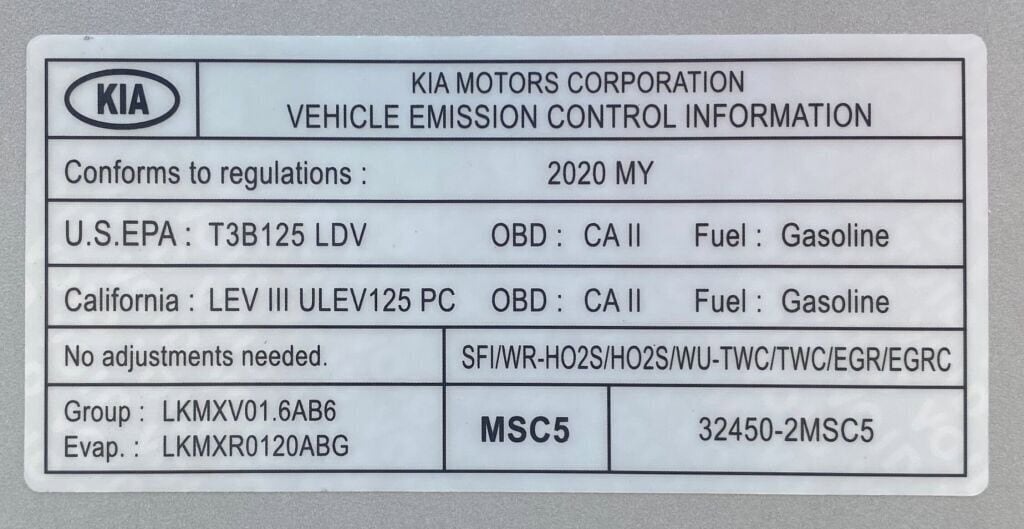 KIA
KIA MOTORS CORPORATION
VEHICLE EMISSION CONTROL INFORMATION
Conforms to regulations : 2020 MY
U.S.EPA : T3B125 LDV OBD : CA II Fuel : Gasoline
California : LEV III ULEV125 PC OBD : CA II Fuel : Gasoline
No adjustments needed. SFI/WR-HO2S/HO2S/WU-TWC/TWC/EGR/EGRC
Group : LKMXV01.6AB6
Evap. : LKMXR0120ABG
MSC5
32450-2MSC5